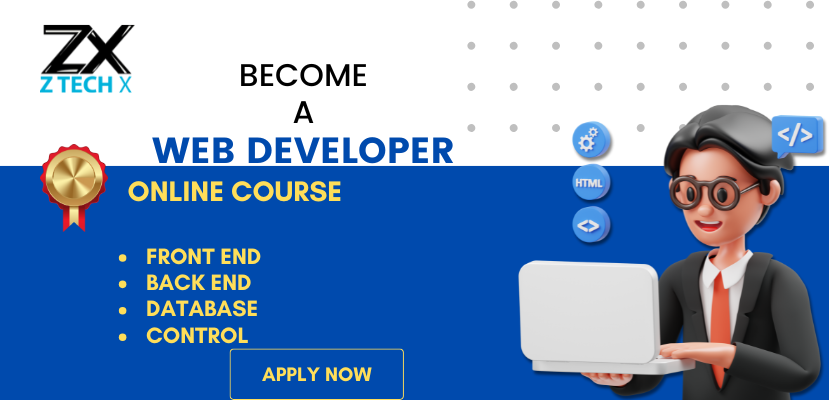 ZX
Z TECH X
BECOME
A
WEB DEVELOPER
ONLINE COURSE
FRONT END
BACK END
DATABASE
CONTROL
APPLY NOW
HTML
<>
</>